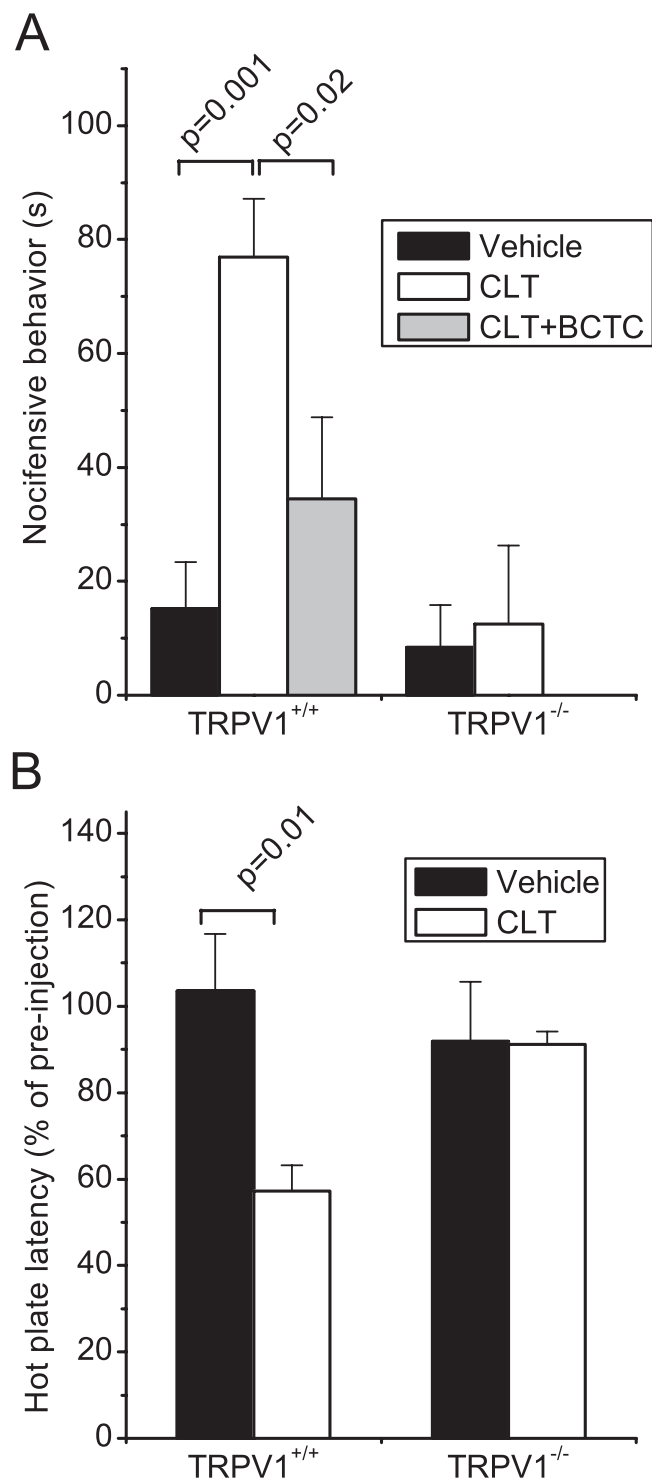 A
p=0.001
p=0.02
100
80
60
40
20
0
Nocifensive behavior (s)
Vehicle
CLT
CLT+BCTC
TRPV1+/+
TRPV1-/-
B
p=0.01
140
120
100
80
60
40
20
0
Hot plate latency (% of pre-injection)
Vehicle
CLT
TRPV1+/+
TRPV1-/-